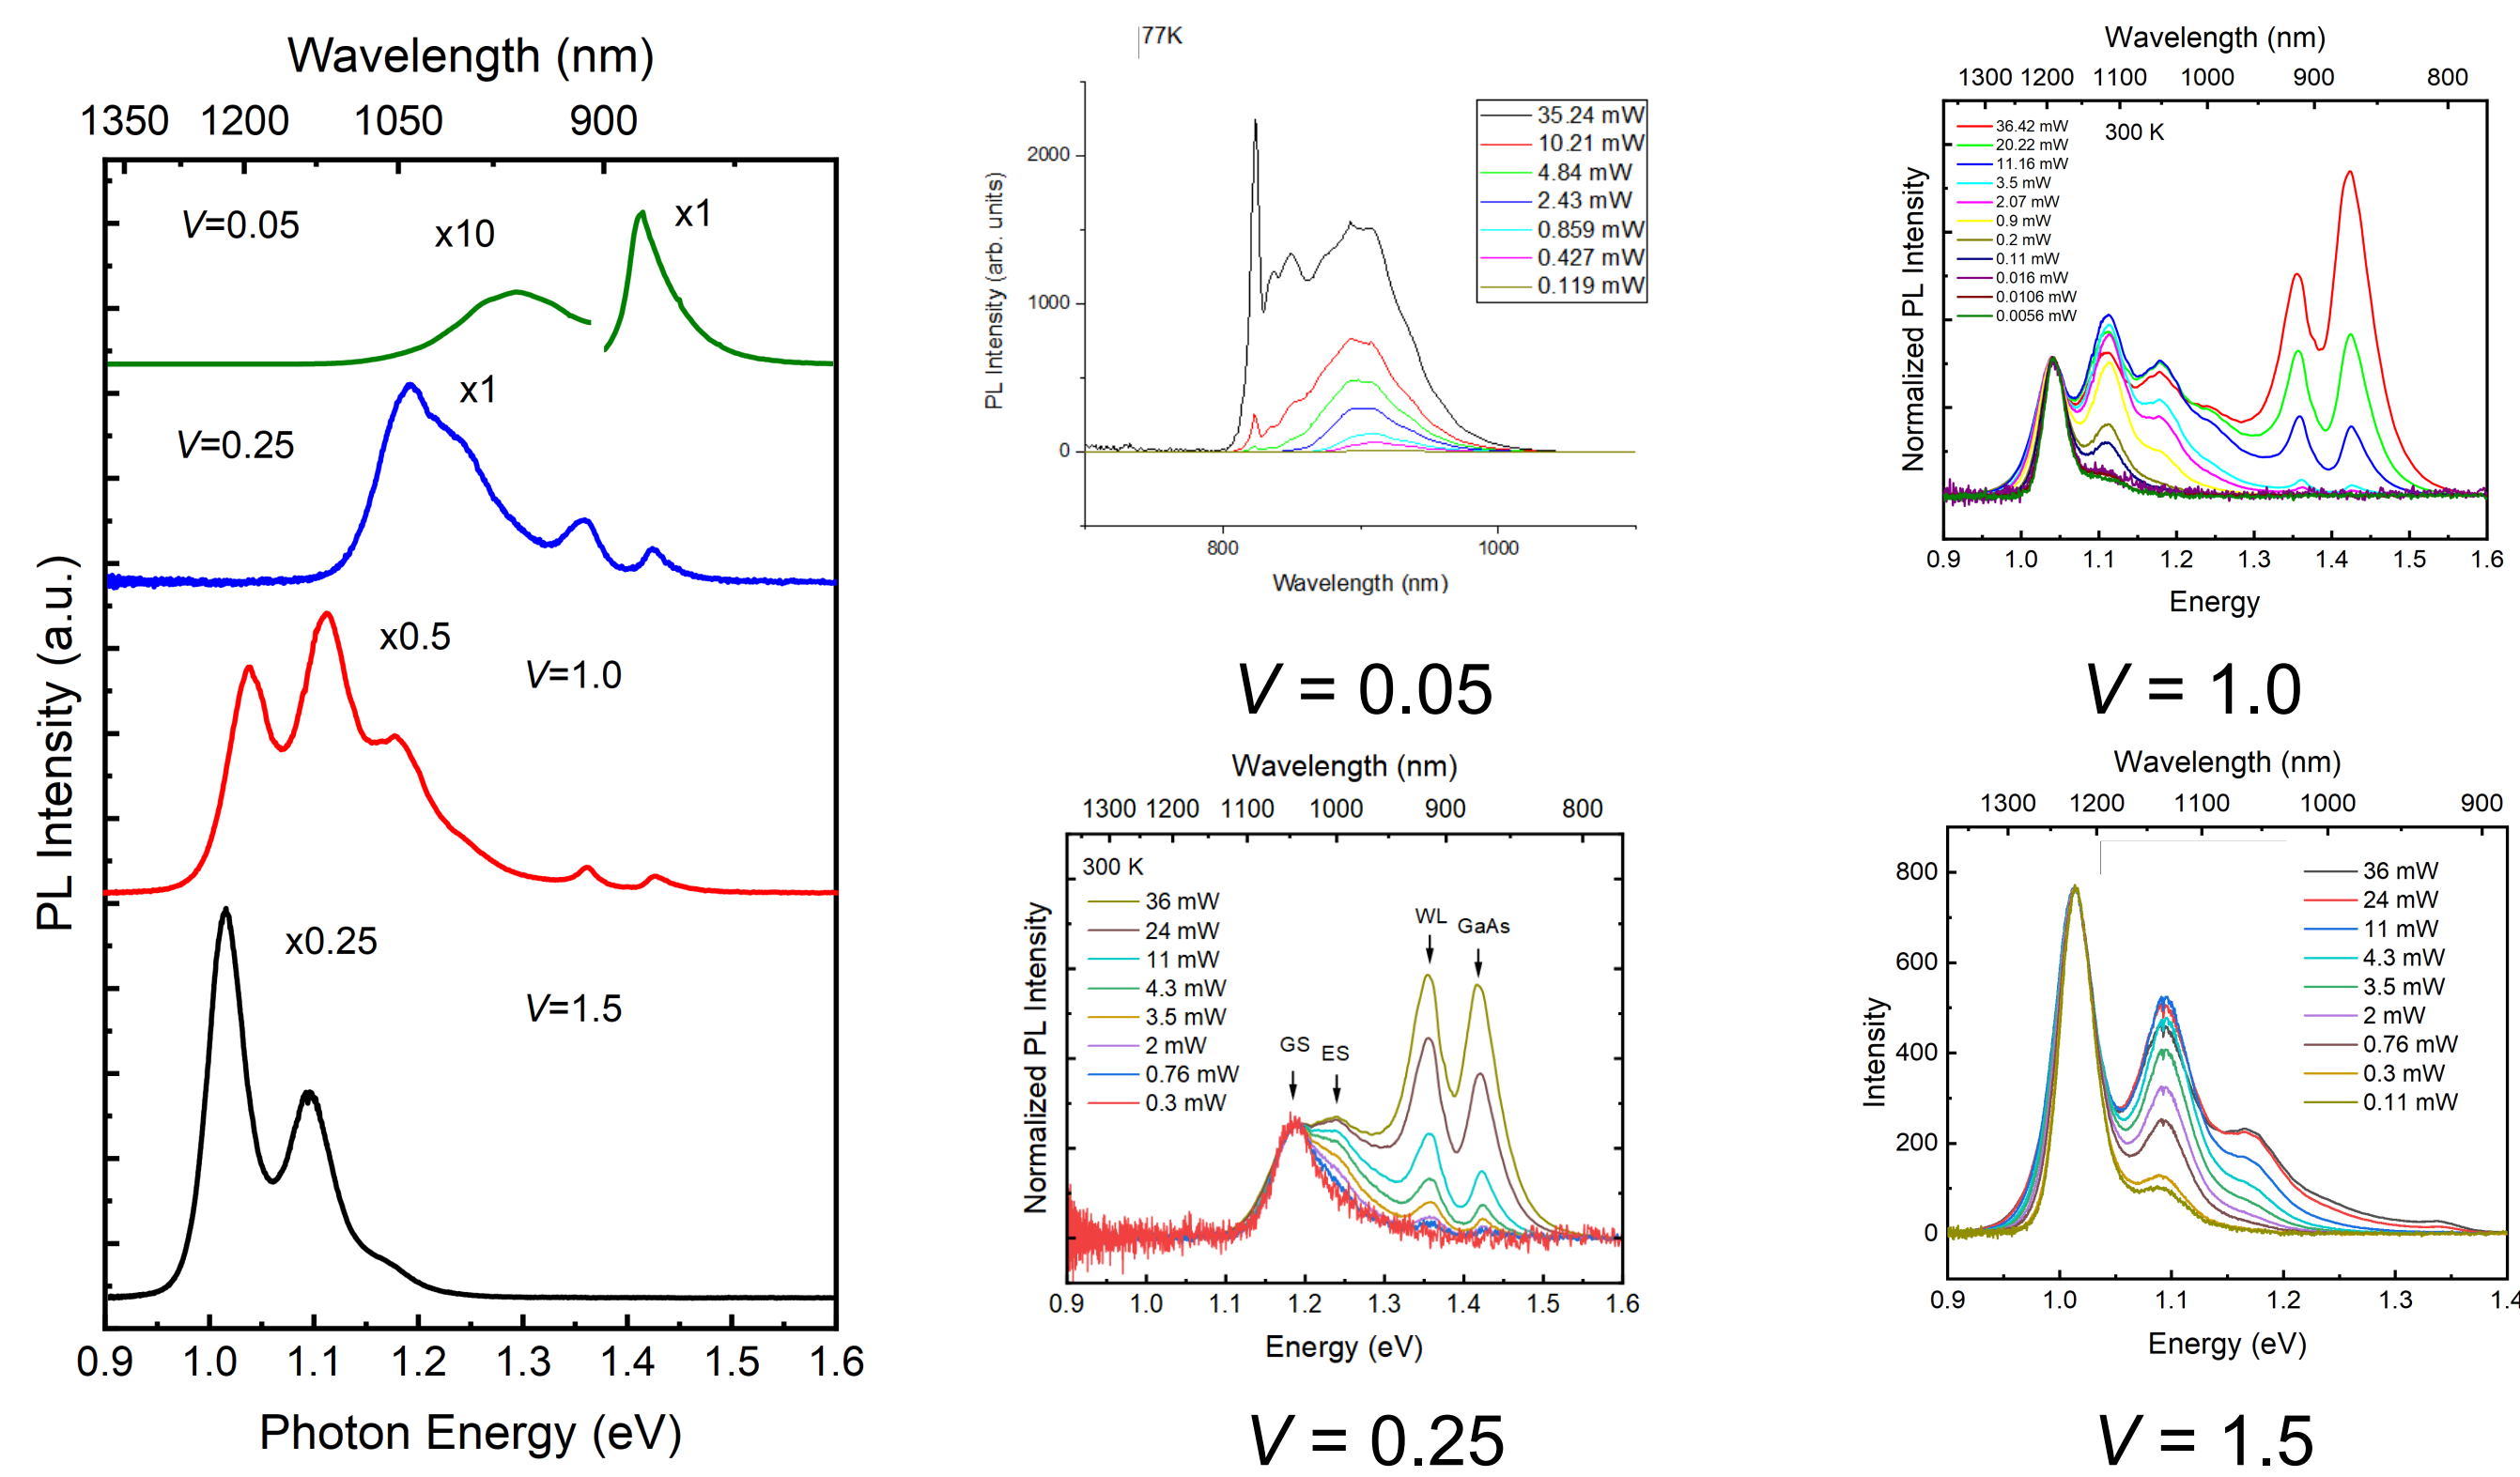 Wavelength (nm)
1350 1200 1050 900
V=0.05
x10
x1
V=0.25
x1
x0.5
V=1.0
x0.25
V=1.5
PL Intensity (a.u.)
0.9 1.0 1.1 1.2 1.3 1.4 1.5 1.6
Photon Energy (eV)
77K
PL Intensity (arb. units)
2000
1000
0
35.24 mW
10.21 mW
4.84 mW
2.43 mW
0.859 mW
0.427 mW
0.119 mW
800 1000
Wavelength (nm)
V = 0.05
Wavelength (nm)
1300 1200 1100 1000 900 800
300 K
36.42 mW
20.22 mW
11.16 mW
3.5 mW
2.07 mW
0.9 mW
0.2 mW
0.11 mW
0.016 mW
0.0106 mW
0.0056 mW
Normalized PL Intensity
0.9 1.0 1.1 1.2 1.3 1.4 1.5 1.6
Energy
V = 1.0
Wavelength (nm)
1300 1200 1100 1000 900 800
300 K
36 mW
24 mW
11 mW
4.3 mW
3.5 mW
2 mW
0.76 mW
0.3 mW
GS
ES
WL
GaAs
Normalized PL Intensity
0.9 1.0 1.1 1.2 1.3 1.4 1.5 1.6
Energy (eV)
V = 0.25
Wavelength (nm)
1300 1200 1100 1000 900
800
600
400
200
0
Intensity
36 mW
24 mW
11 mW
4.3 mW
3.5 mW
2 mW
0.76 mW
0.3 mW
0.11 mW
0.9 1.0 1.1 1.2 1.3 1.4
Energy (eV)
V = 1.5